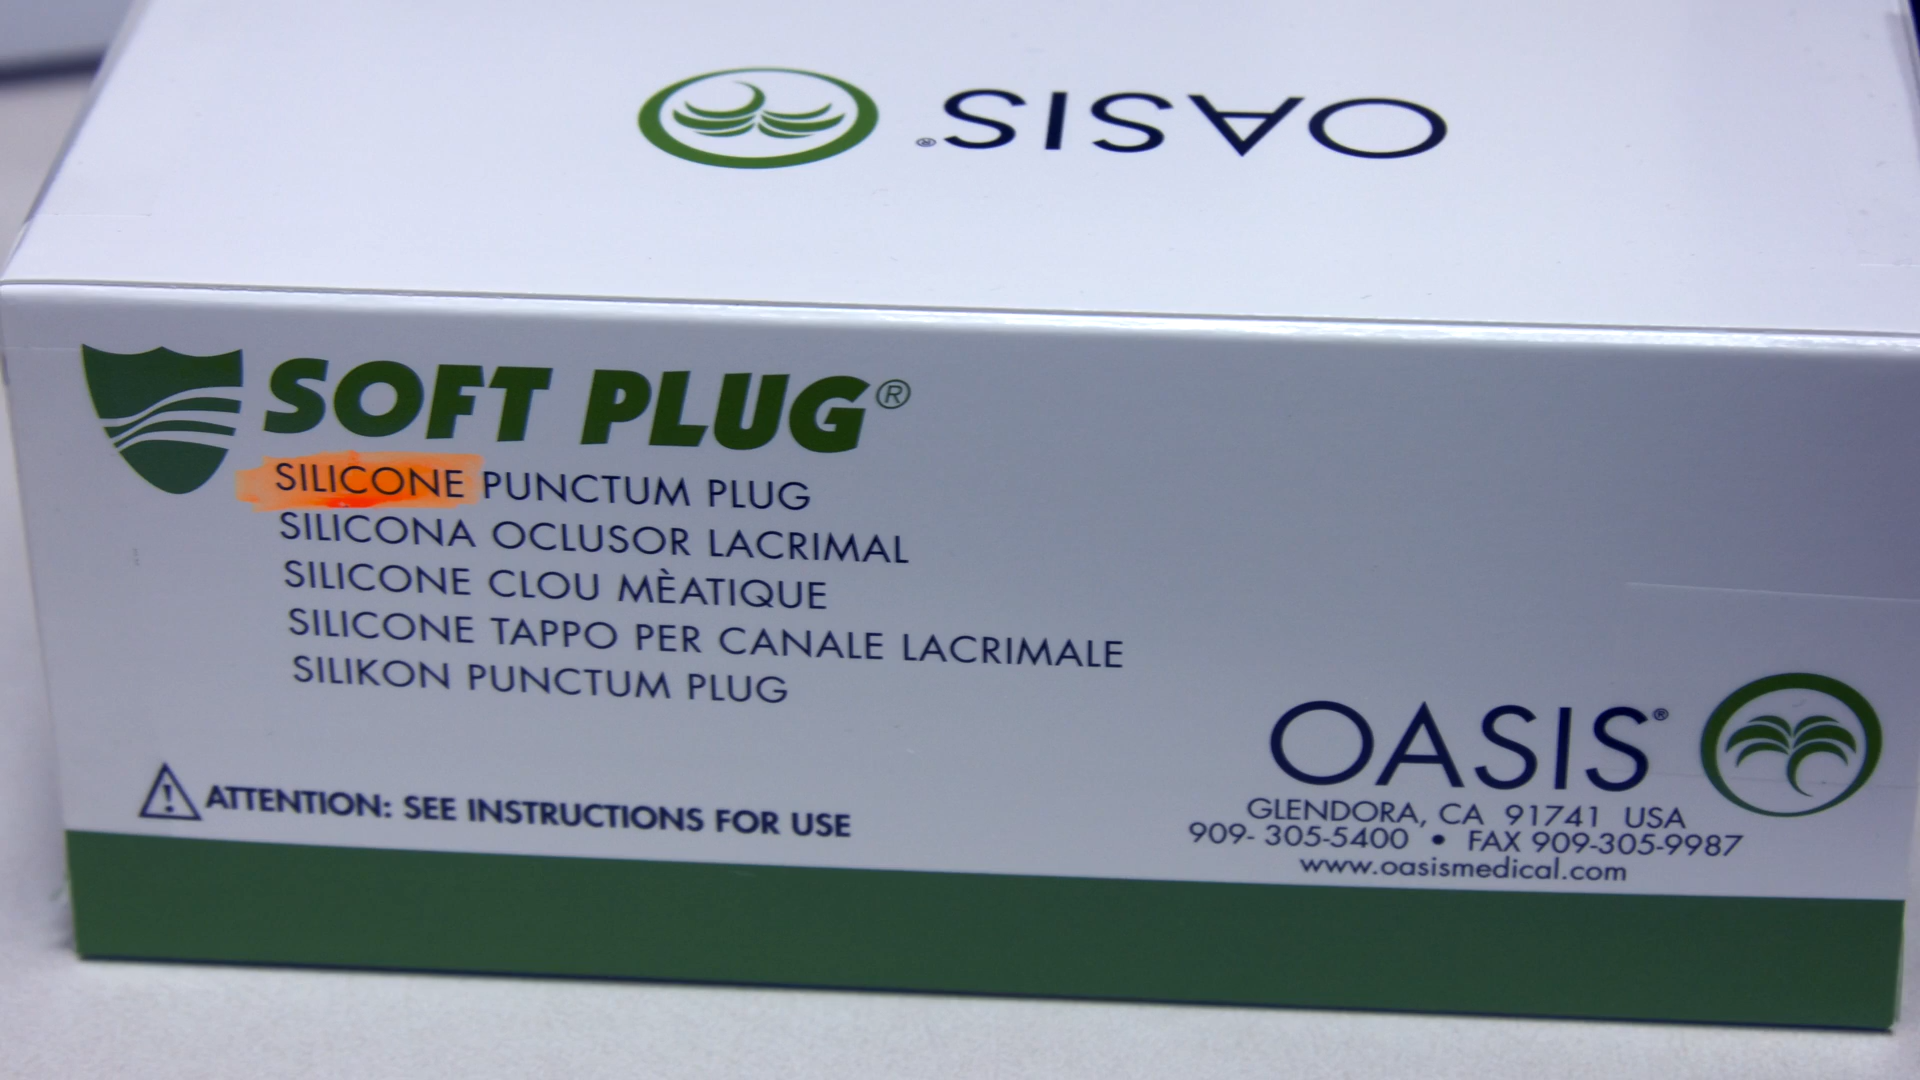 OASIS®
SOFT PLUG®
SILICONE PUNCTUM PLUG
SILICONA OCLUSOR LACRIMAL
SILICONE CLOU MÈATIQUE
SILICONE TAPPO PER CANALE LACRIMALE
SILIKON PUNCTUM PLUG
ATTENTION: SEE INSTRUCTIONS FOR USE
OASIS®
GLENDORA, CA 91741 USA
909- 305-5400 • FAX 909-305-9987
www.oasismedical.com